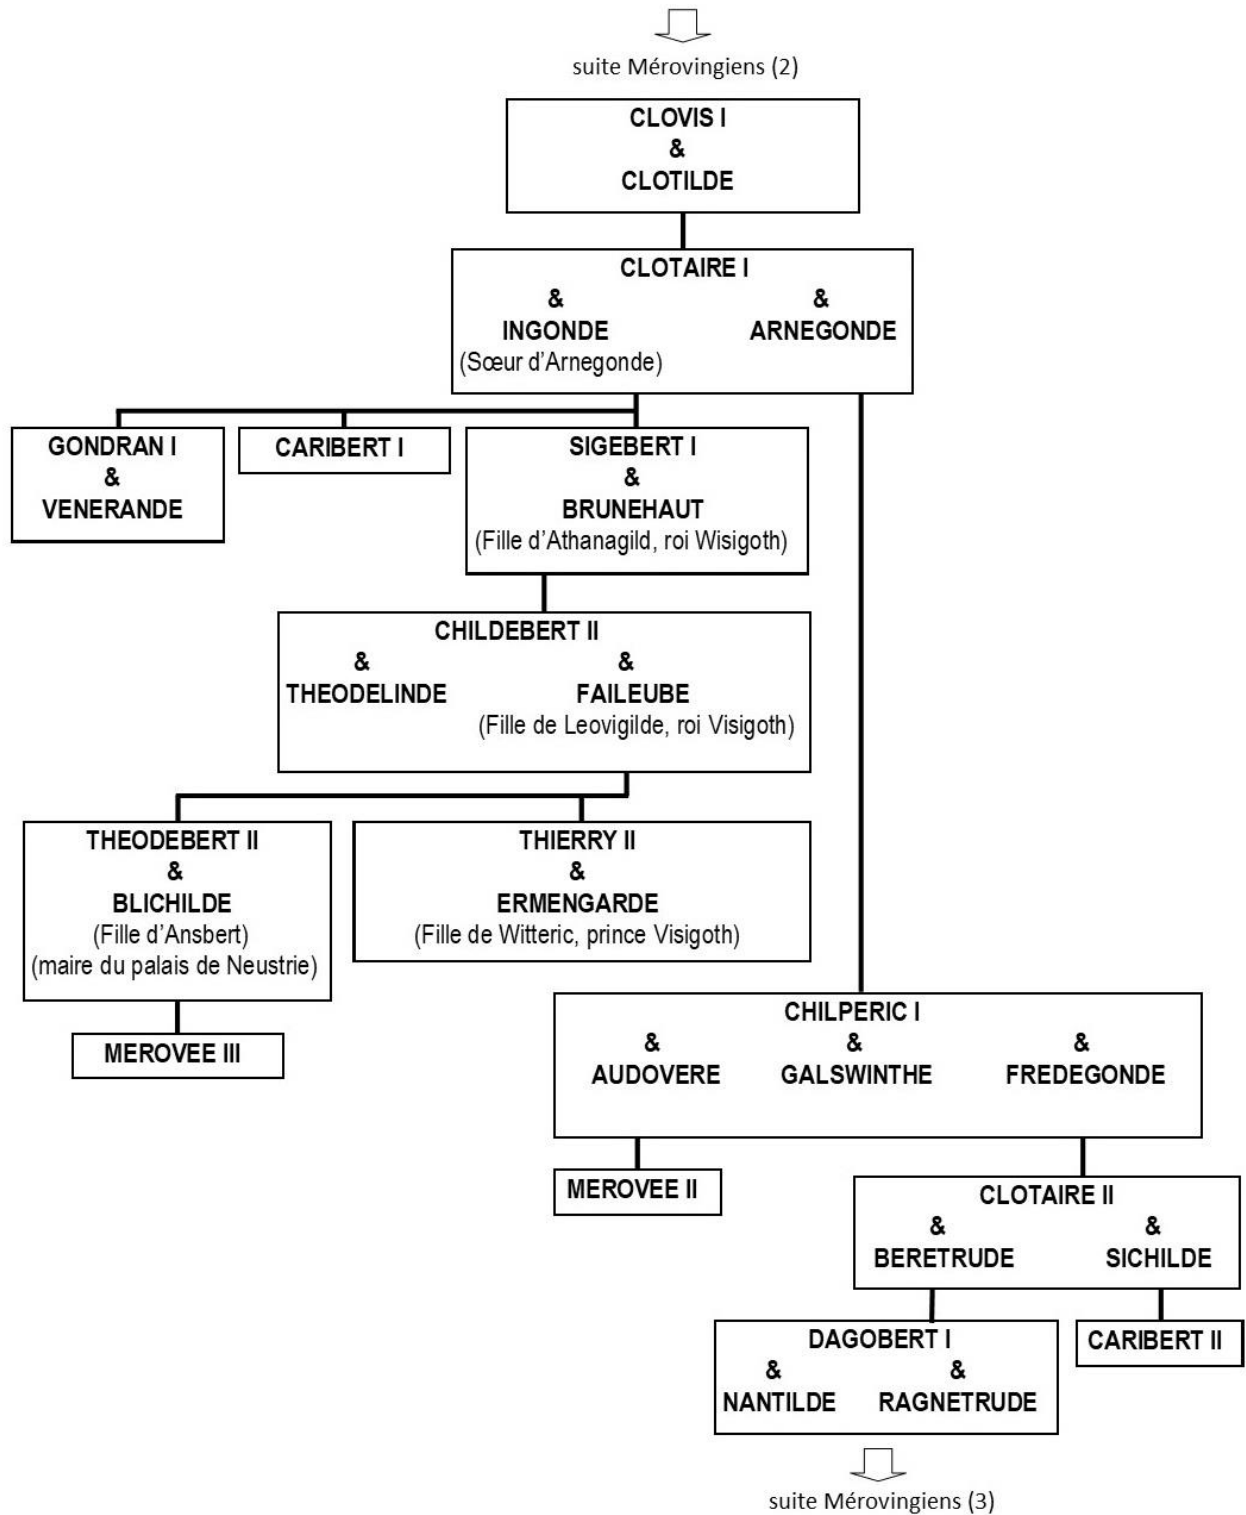 suite Mérovingiens (2)
CLOVIS I
&
CLOTILDE
CLOTAIRE I
& &
INGONDE ARNEGONDE
(Sœur d'Arnegonde)
GONDRAN I
&
VENERANDE
CARIBERT I
SIGEBERT I
&
BRUNEHAUT
(Fille d'Athanagild, roi Wisigoth)
CHILDEBERT II
& &
THEODELINDE FAILEUBE
(Fille de Leovigilde, roi Visigoth)
THEODEBERT II
&
BLICHILDE
(Fille d'Ansbert)
(maire du palais de Neustrie)
THIERRY II
&
ERMENGARDE
(Fille de Witteric, prince Visigoth)
MEROVEE III
CHILPERIC I
& & &
AUDOVERE GALSWINTHE FREDEGONDE
MEROVEE II
CLOTAIRE II
& &
BERETRUDE SICHILDE
DAGOBERT I
& &
NANTILDE RAGNETRUDE
CARIBERT II
suite Mérovingiens (3)